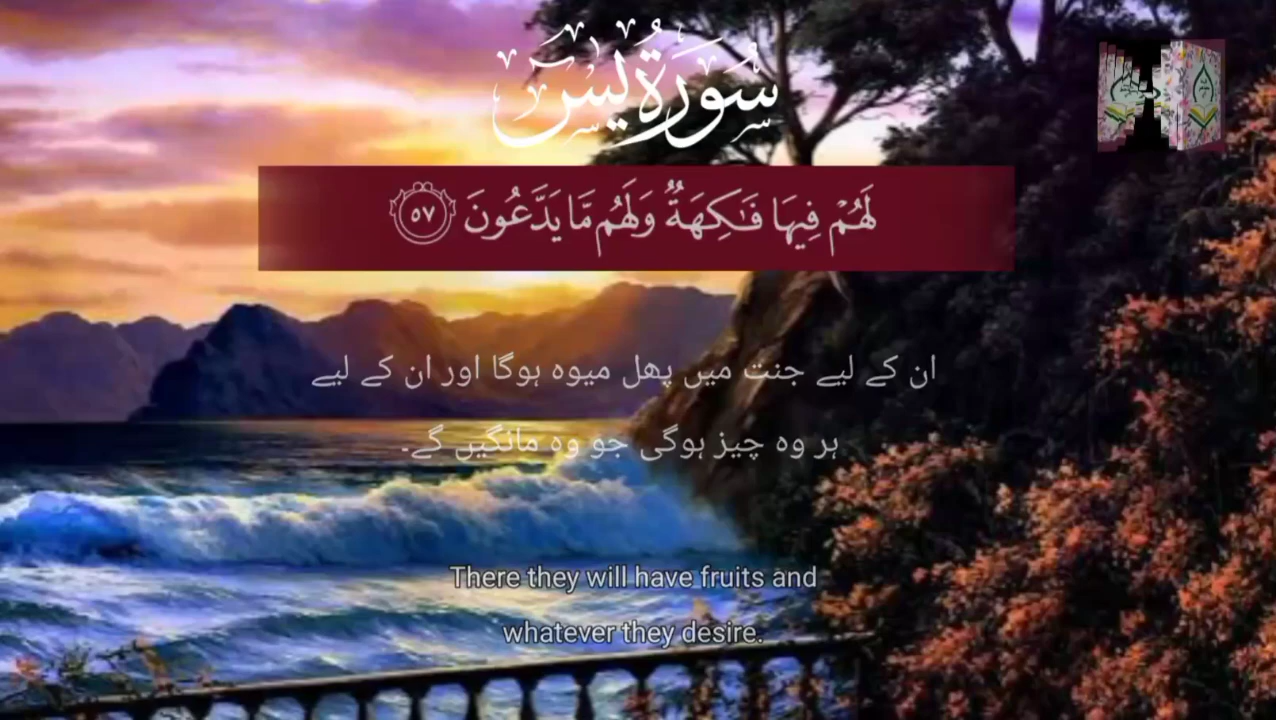 سُورَةُ يٰسٓ
لَهُمْ فِيهَا فَـٰكِهَةٌ وَلَهُم مَّا يَدَّعُونَ ٥٧
ان کے لیے جنت میں پھل میوہ ہوگا اور ان کے لیے
ہر وہ چیز ہوگی جو وہ مانگیں گے۔
There they will have fruits and
whatever they desire.